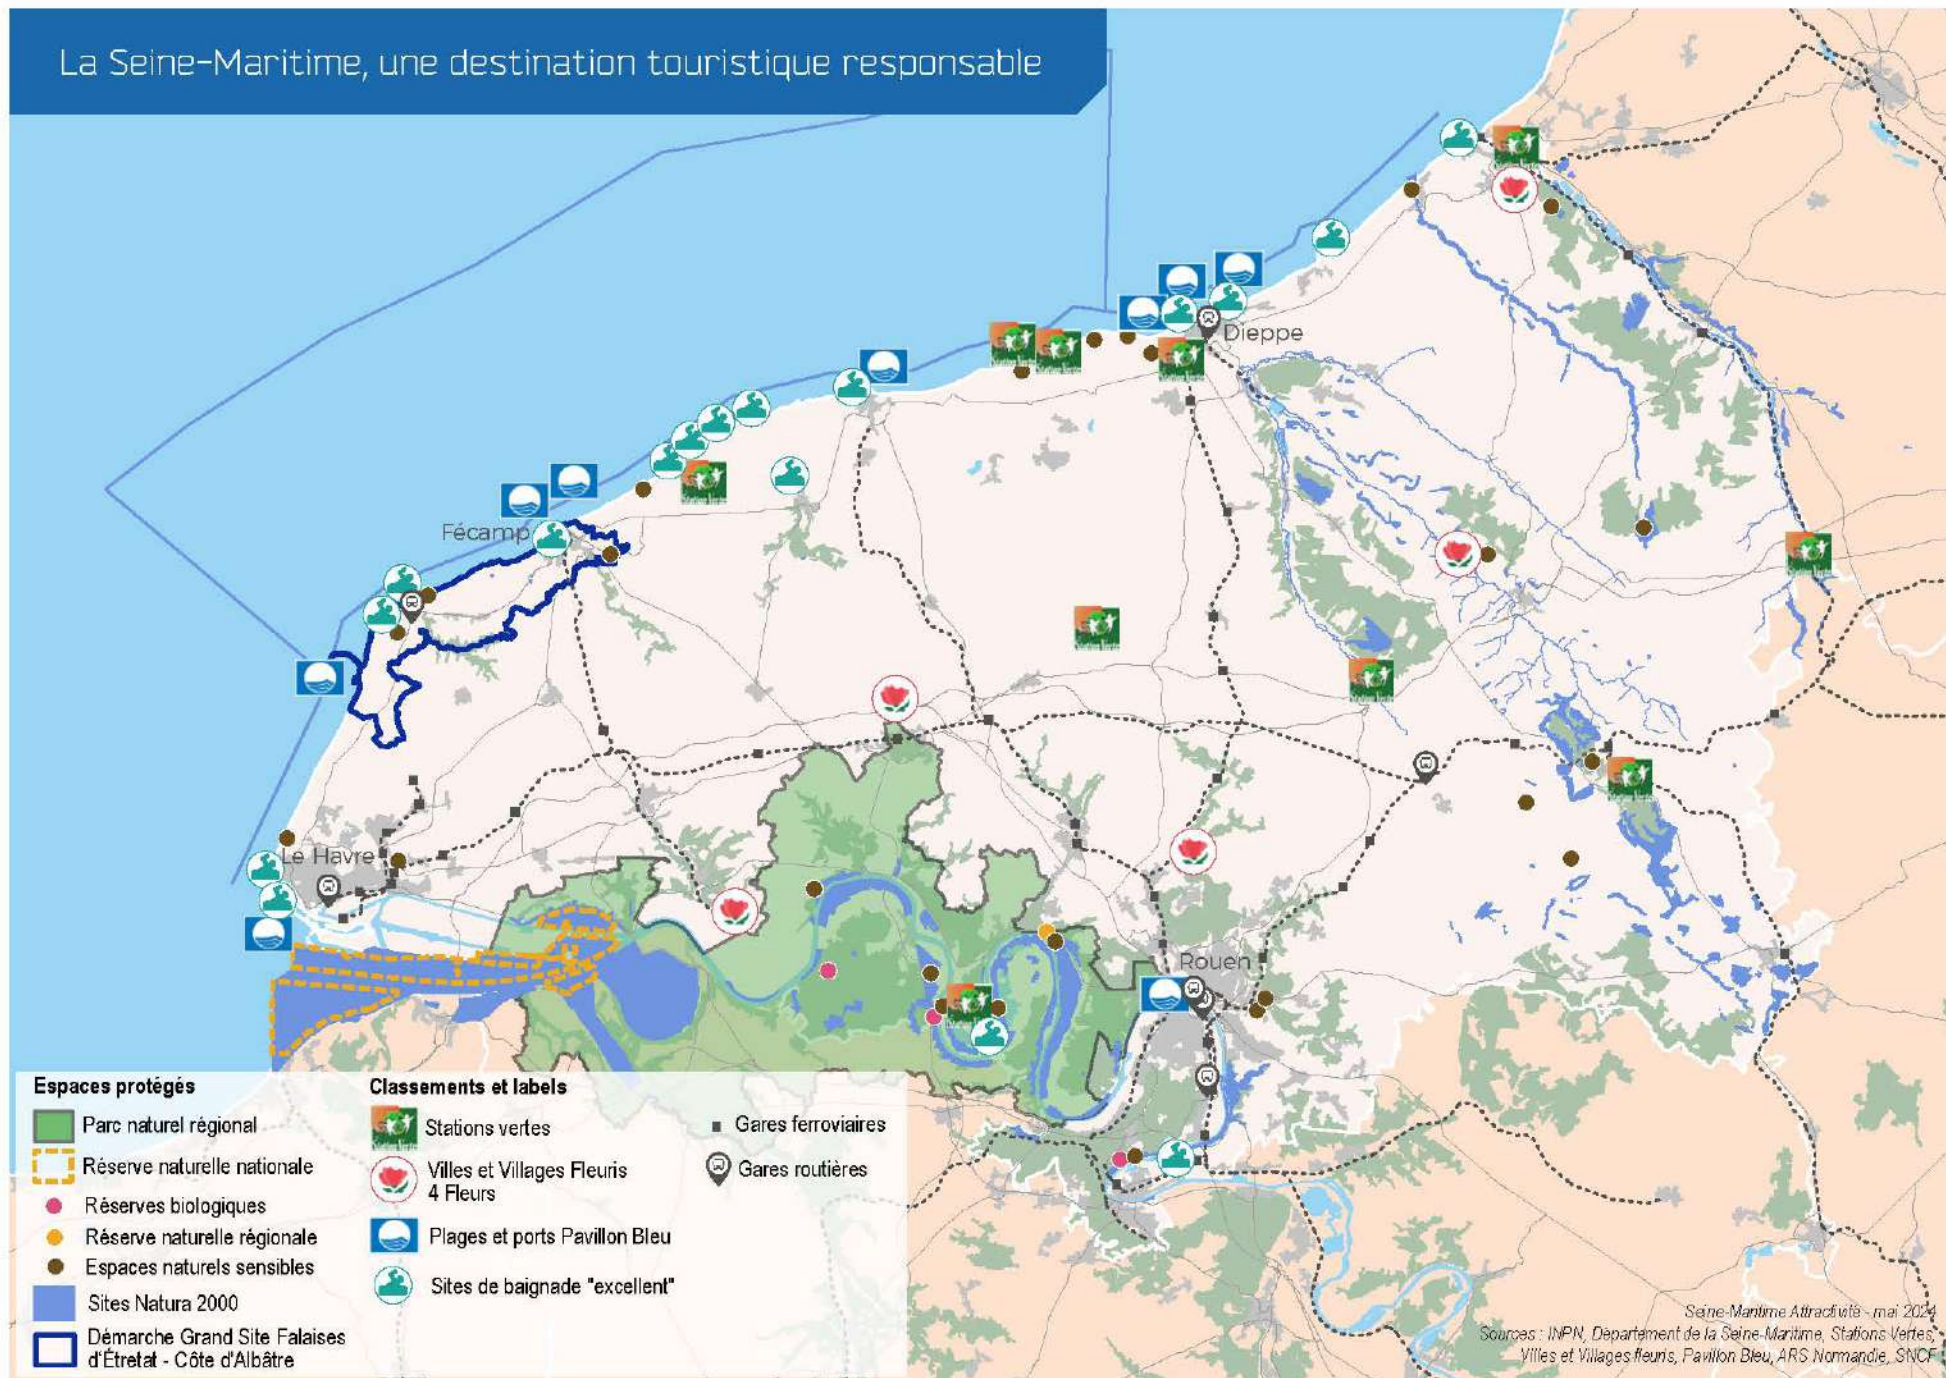 La Seine-Maritime, une destination touristique responsable
Dieppe
Fécamp
Le Havre
Rouen
Espaces protégés
Parc naturel régional
Réserve naturelle nationale
Réserves biologiques
Réserve naturelle régionale
Espaces naturels sensibles
Sites Natura 2000
Démarche Grand Site Falaises
d'Étretat - Côte d'Albâtre
Classements et labels
Stations vertes
Villes et Villages Fleuris
4 Fleurs
Plages et ports Pavillon Bleu
Sites de baignade "excellent"
Gares ferroviaires
Gares routières
Seine-Maritime Attractivité - mai 2024
Sources : INPN, Département de la Seine-Maritime, Stations Vertes,
Villes et Villages fleuris, Pavillon Bleu, ARS Normandie, SNCF